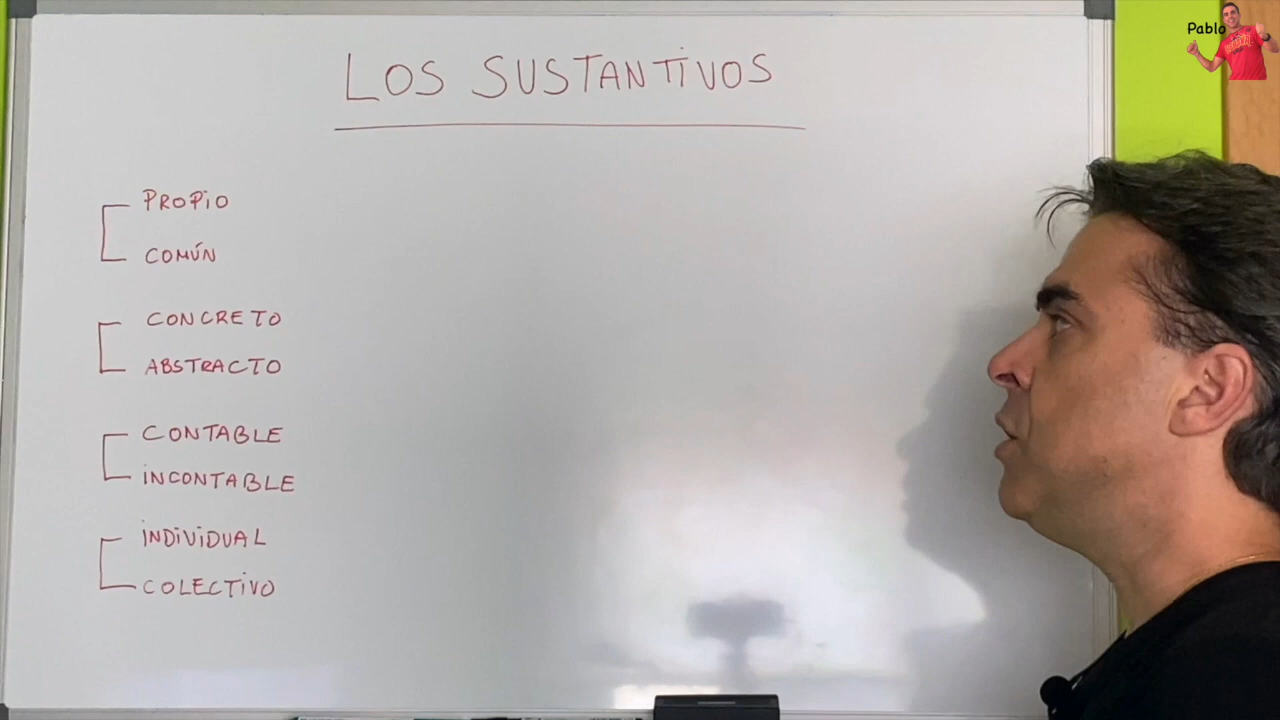 Pablo
LOS SUSTANTIVOS
PROPIO
COMÚN
CONCRETO
ABSTRACTO
CONTABLE
INCONTABLE
INDIVIDUAL
COLECTIVO